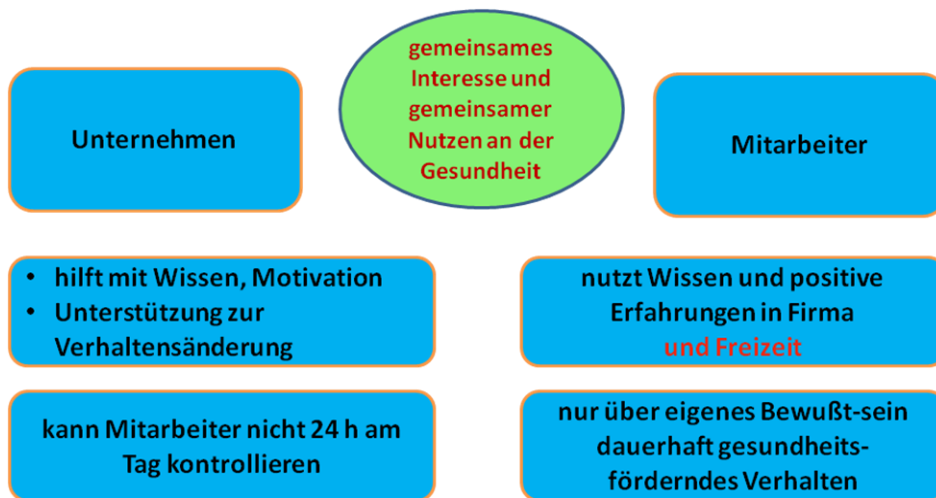 gemeinsames
Interesse und
gemeinsamer
Nutzen an der
Gesundheit
Unternehmen
Mitarbeiter
• hilft mit Wissen, Motivation
• Unterstützung zur
Verhaltensänderung
nutzt Wissen und positive
Erfahrungen in Firma
und Freizeit
kann Mitarbeiter nicht 24 h am
Tag kontrollieren
nur über eigenes Bewußt-sein
dauerhaft gesundheits-
förderndes Verhalten